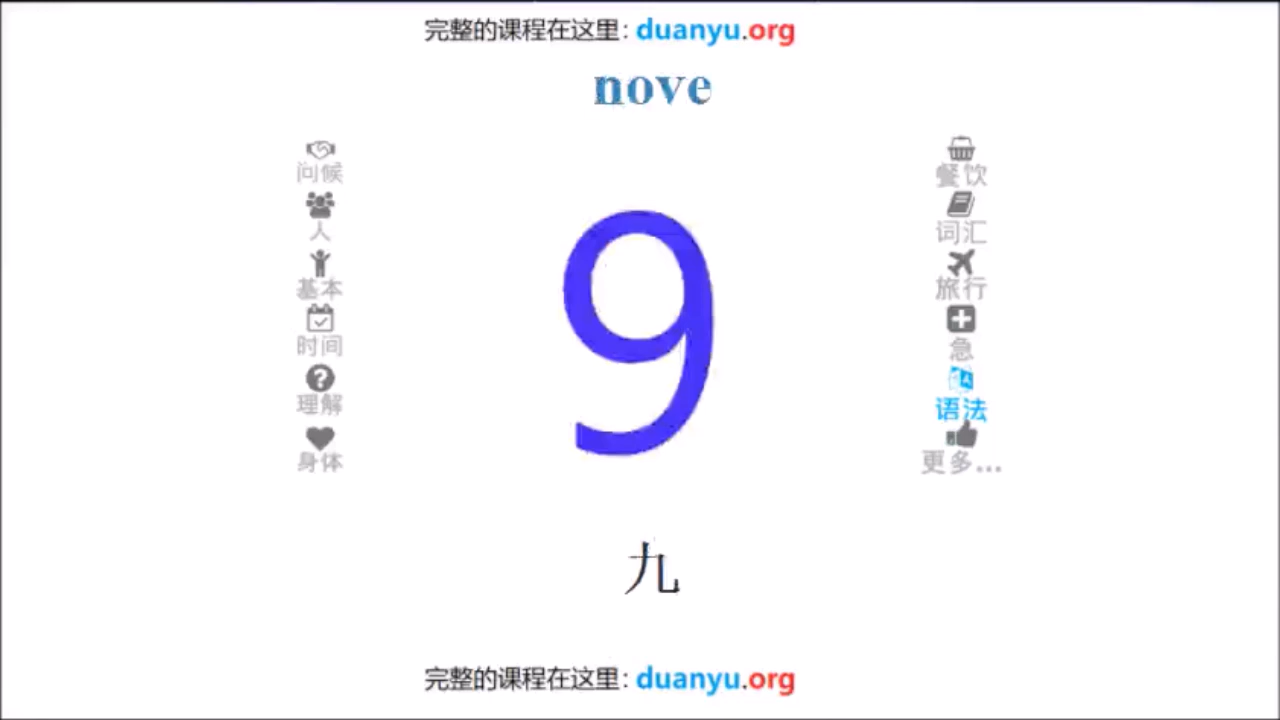 完整的课程在这里: duanyu.org
nove
问候
人
基本
时间
理解
身体
9
餐饮
词汇
旅行
急
语法
更多...
九
完整的课程在这里: duanyu.org